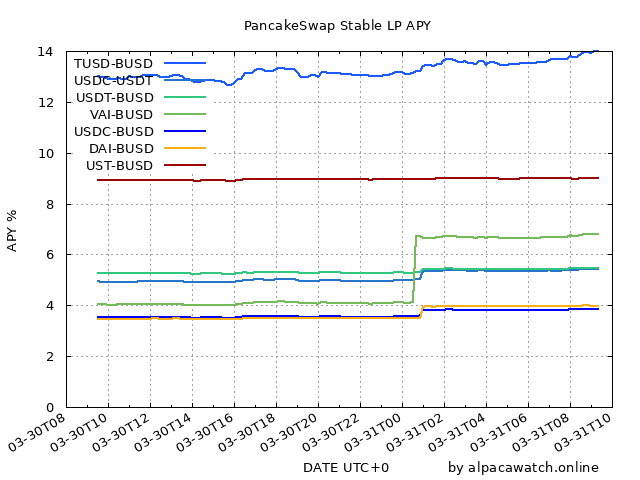 PancakeSwap Stable LP APY
14
12
10
8
6
4
2
0
APY %
TUSD-BUSD
USDC-USDT
USDT-BUSD
VAI-BUSD
USDC-BUSD
DAI-BUSD
UST-BUSD
03-30T08
03-30T10
03-30T12
03-30T14
03-30T16
03-30T18
03-30T20
03-30T22
03-31T00
03-31T02
03-31T04
03-31T06
03-31T08
03-31T10
DATE UTC+0
by alpacawatch.online